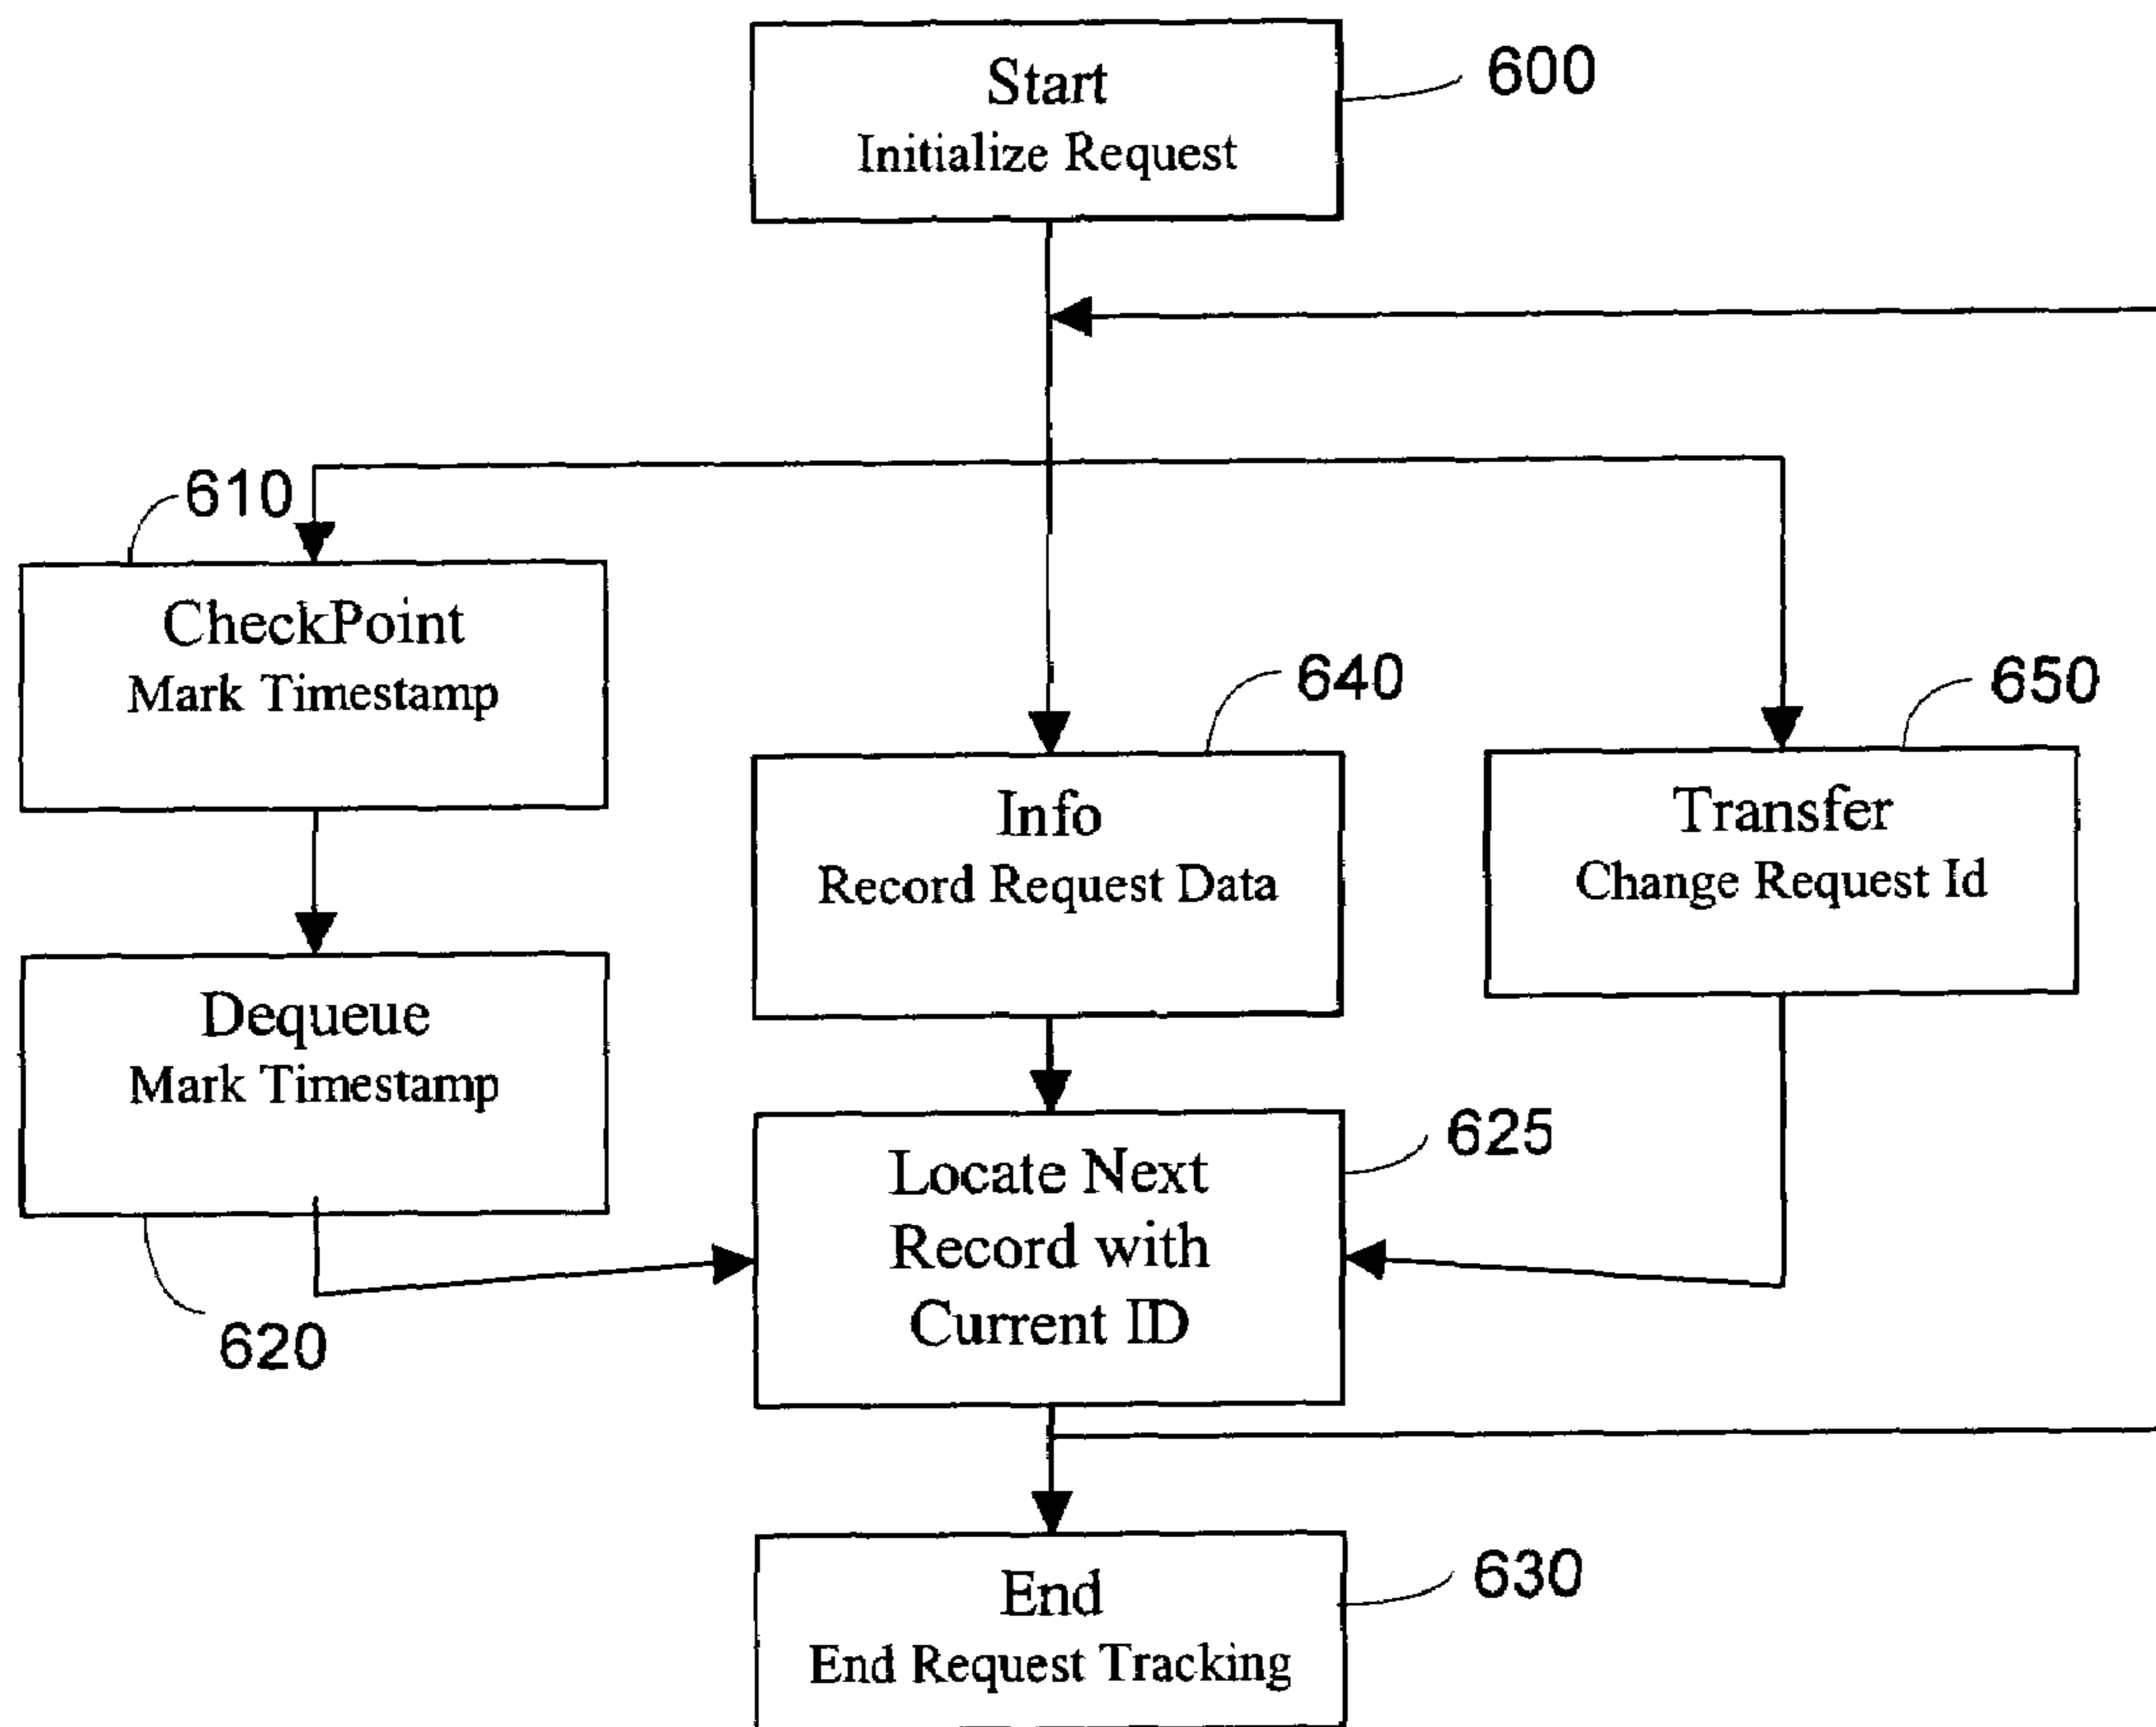 Start
Initialize Request
600
610
CheckPoint
Mark Timestamp
640
Info
Record Request Data
650
Transfer
Change Request Id
Dequeue
Mark Timestamp
620
625
Locate Next
Record with
Current ID
End
End Request Tracking
630